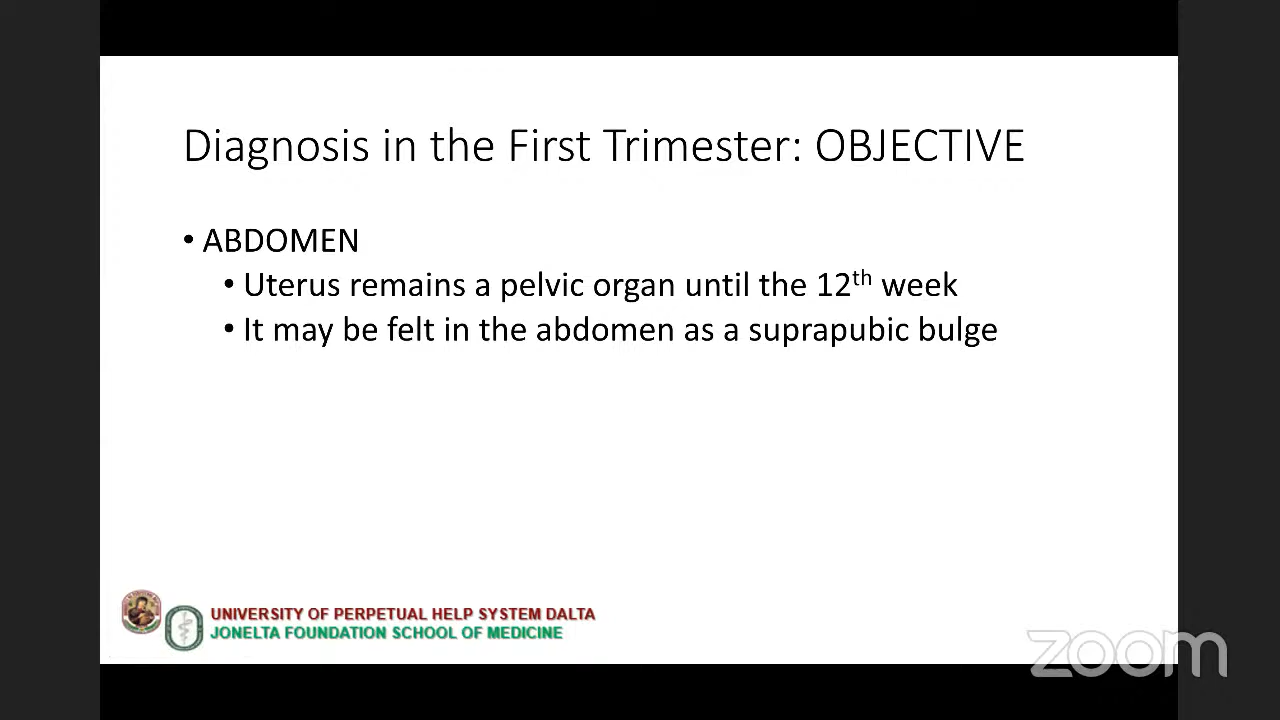 Diagnosis in the First Trimester: OBJECTIVE
• ABDOMEN
• Uterus remains a pelvic organ until the 12th week
• It may be felt in the abdomen as a suprapubic bulge
UNIVERSITY OF PERPETUAL HELP SYSTEM DALTA
JONELTA FOUNDATION SCHOOL OF MEDICINE
zoom